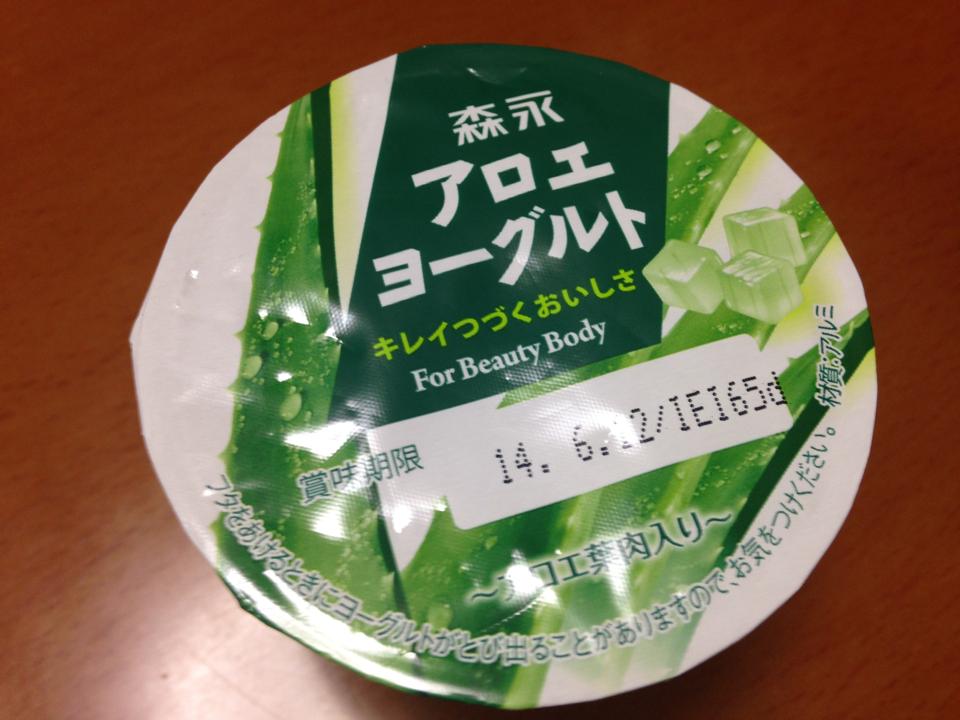 森永
アロエ
ヨーグルト
キレイつづくおいしさ
For Beauty Body
賞味期限
14. 6.12/IEI65d
~アロエ葉肉入り~
フタをあけるときにヨーグルトがとび出ることがありますので、お気をつけください。
材質:アルミ